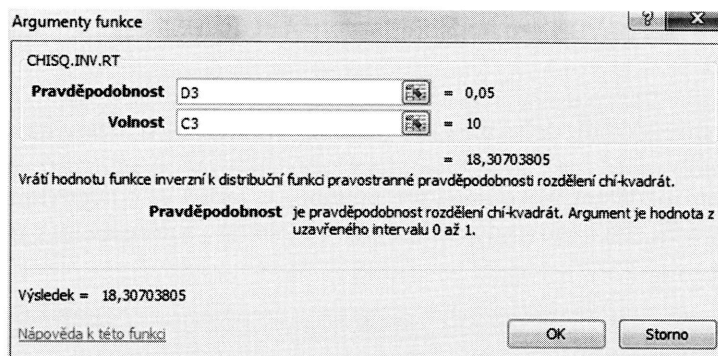 Argumenty funkce
CHISQ.INV.RT
Pravděpodobnost D3 = 0,05
Volnost C3 = 10
= 18,30703805
Vrátí hodnotu funkce inverzní k distribuční funkci pravostranné pravděpodobnosti rozdělení chí-kvadrát.
Pravděpodobnost je pravděpodobnost rozdělení chí-kvadrát. Argument je hodnota z
uzavřeného intervalu 0 až 1.
Výsledek = 18,30703805
Nápověda k této funkci OK Storno